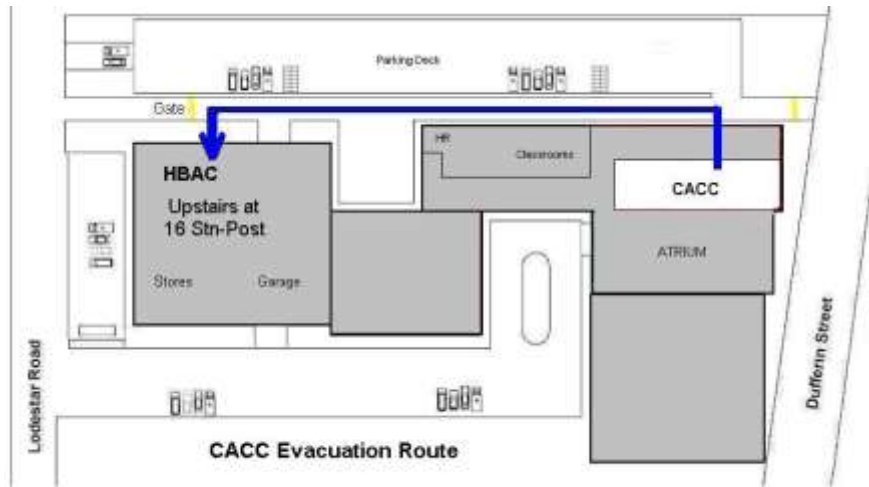 Parking Deck
Gate
HR
Classrooms
HBAC
CACC
Upstairs at
16 Stn-Post
ATRIUM
Stores
Garage
Lodestar Road
Dufferin Street
CACC Evacuation Route